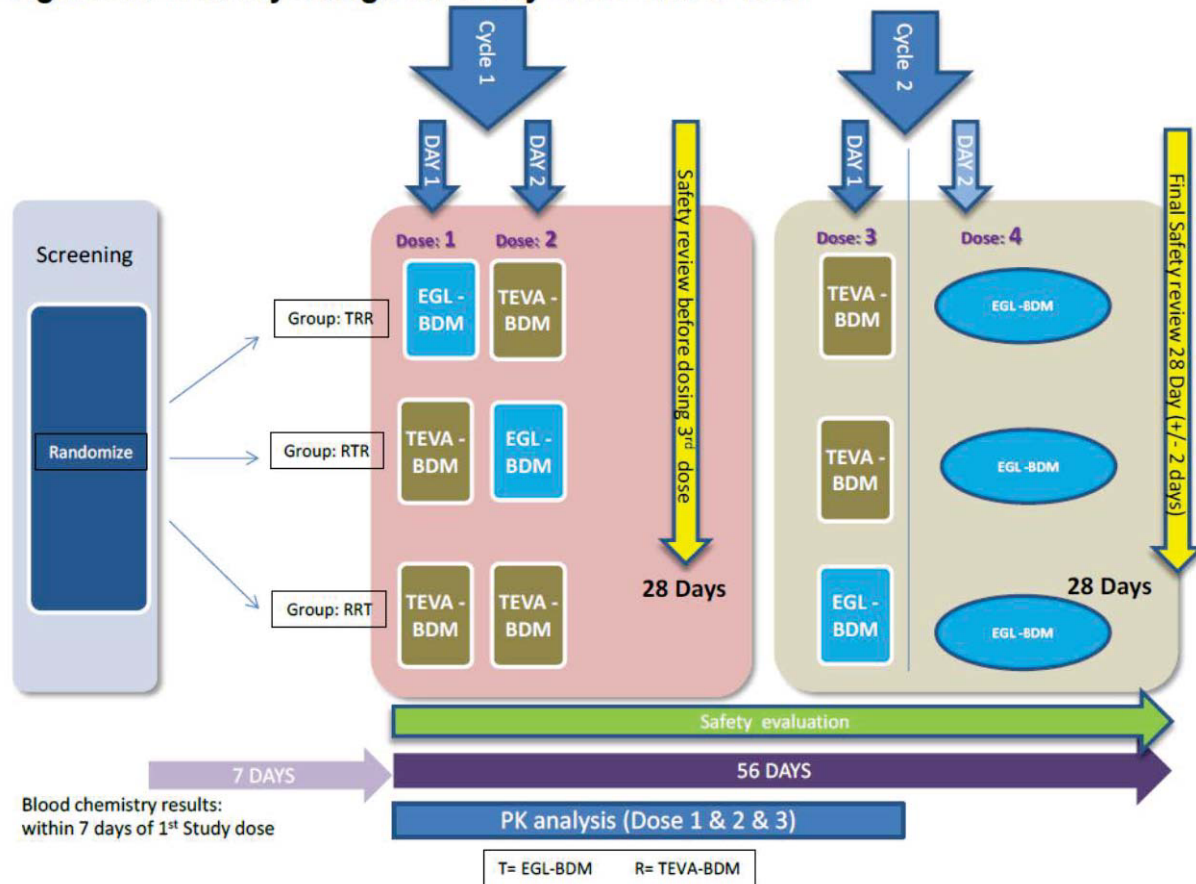 Cycle 1
Cycle 2
DAY 1
DAY 2
DAY 1
DAY 2
Safety review before dosing 3rd dose
Final Safety review 28 Day (+/- 2 days)
Screening
Randomize
Dose: 1
Dose: 2
Dose: 3
Dose: 4
Group: TRR
EGL -
BDM
TEVA -
BDM
TEVA -
BDM
EGL -BDM
Group: RTR
TEVA -
BDM
EGL -
BDM
TEVA -
BDM
EGL -BDM
Group: RRT
TEVA -
BDM
TEVA -
BDM
EGL -
BDM
EGL -BDM
28 Days
28 Days
Safety evaluation
7 DAYS
56 DAYS
Blood chemistry results:
within 7 days of 1st Study dose
PK analysis (Dose 1 & 2 & 3)
T= EGL-BDM R= TEVA-BDM